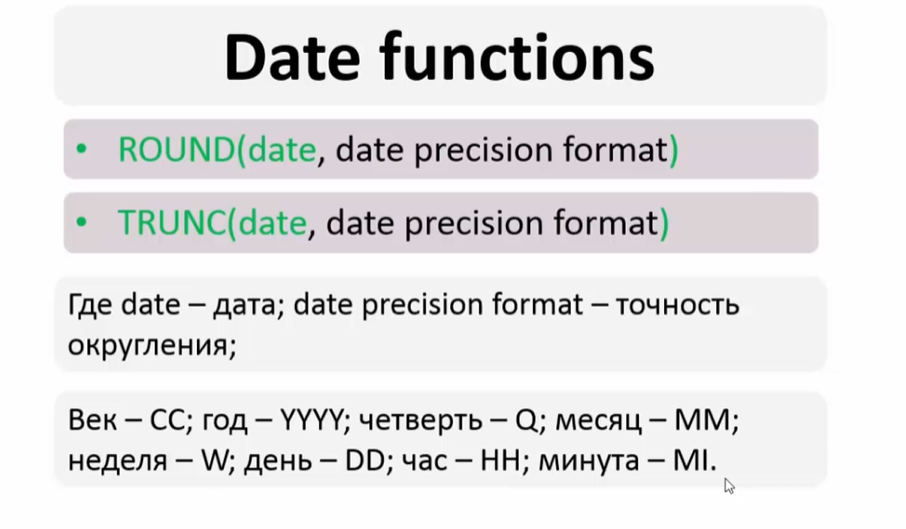 Date functions
• ROUND(date, date precision format)
• TRUNC(date, date precision format)
Где date – дата; date precision format – точность
округления;
Век – CC; год – YYYY; четверть – Q; месяц – MM;
неделя – W; день – DD; час – HH; минута – MI.